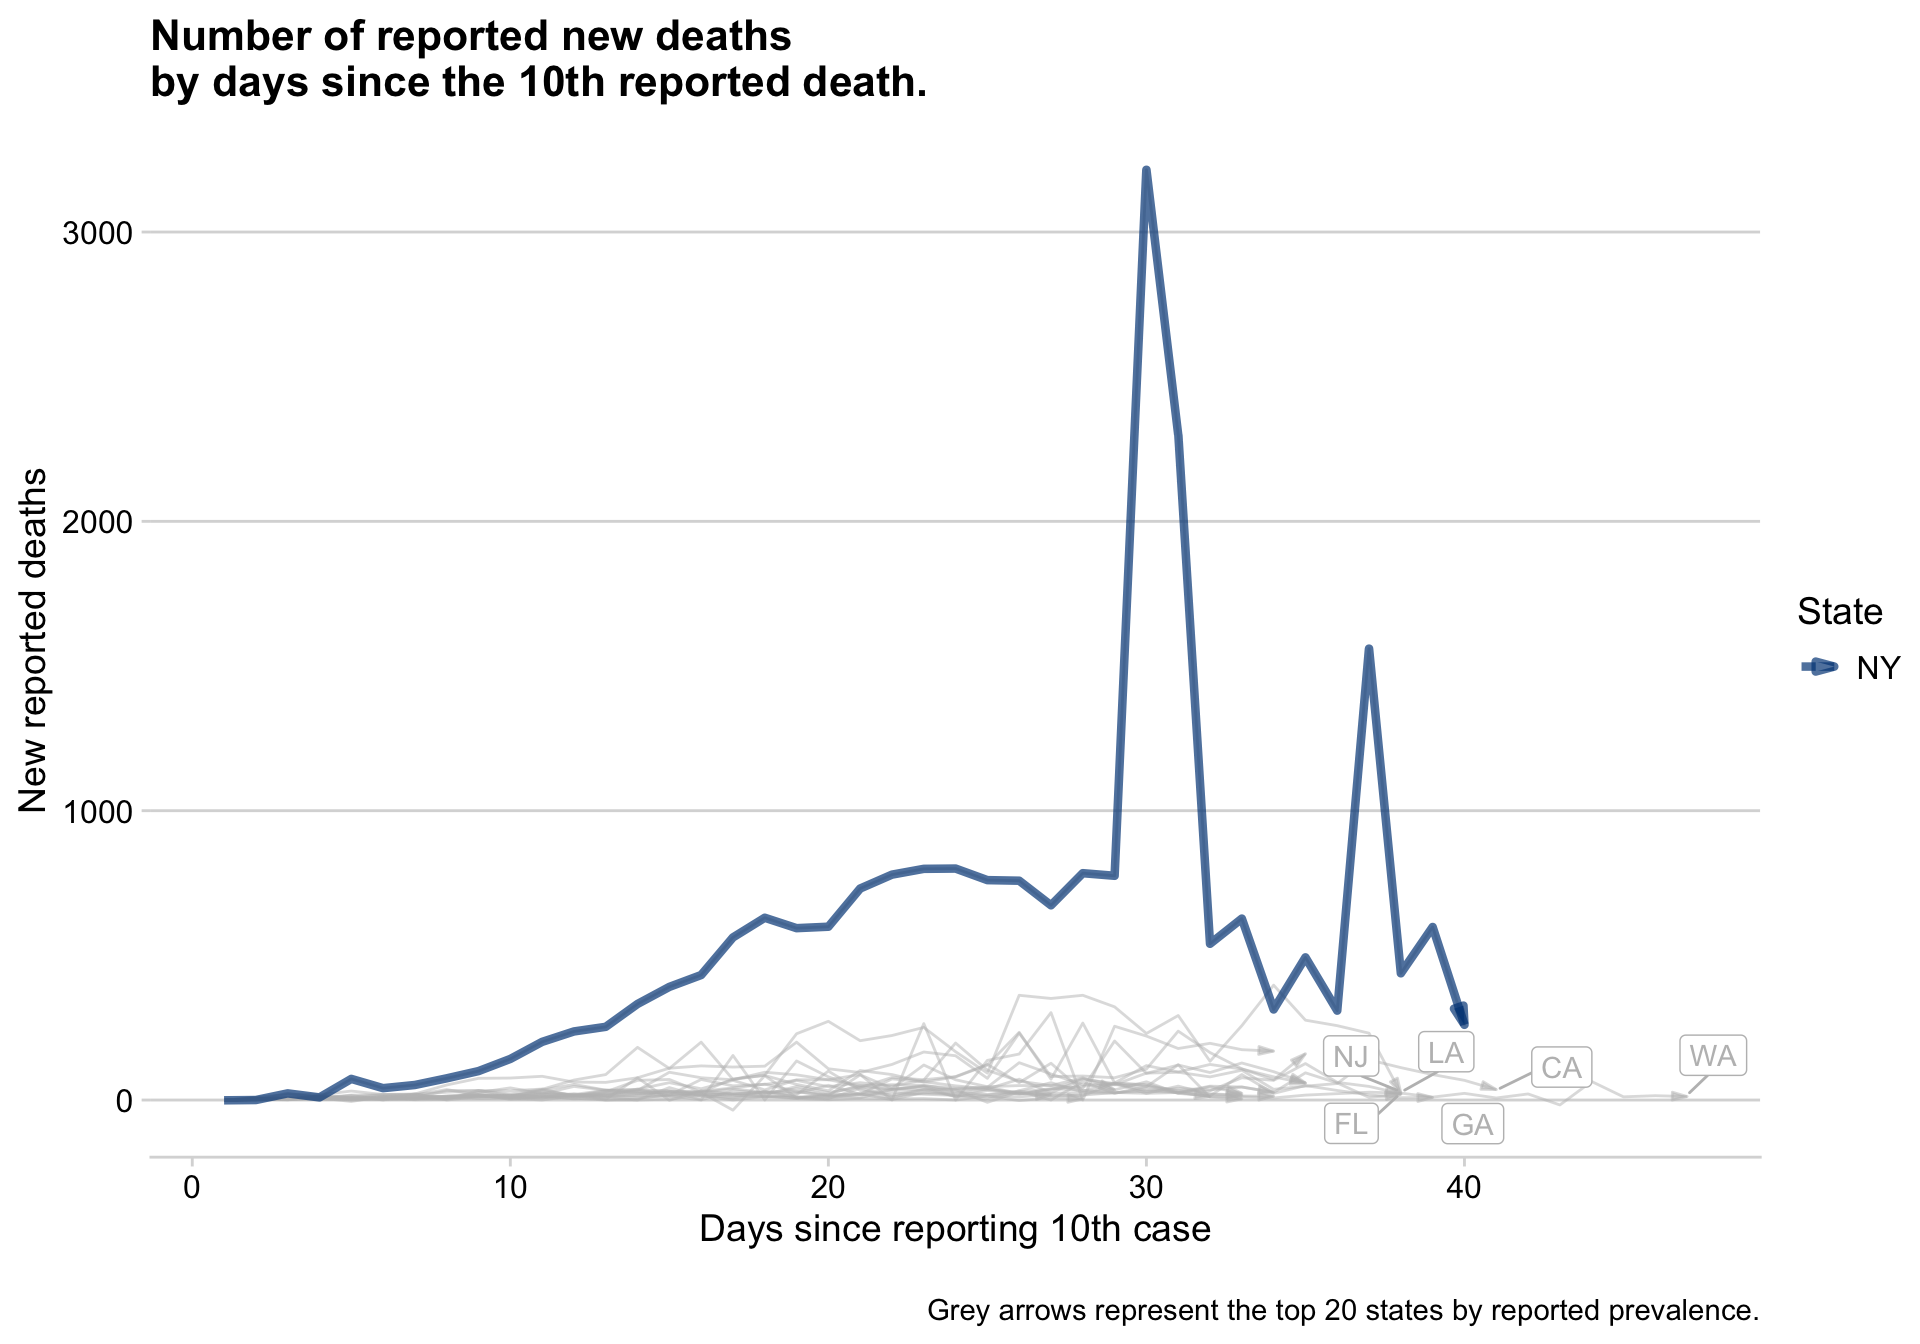 Number of reported new deaths
by days since the 10th reported death.
New reported deaths
3000
2000
1000
0
NJ
LA
CA
WA
FL
GA
0
10
20
30
40
Days since reporting 10th case
State
NY
Grey arrows represent the top 20 states by reported prevalence.